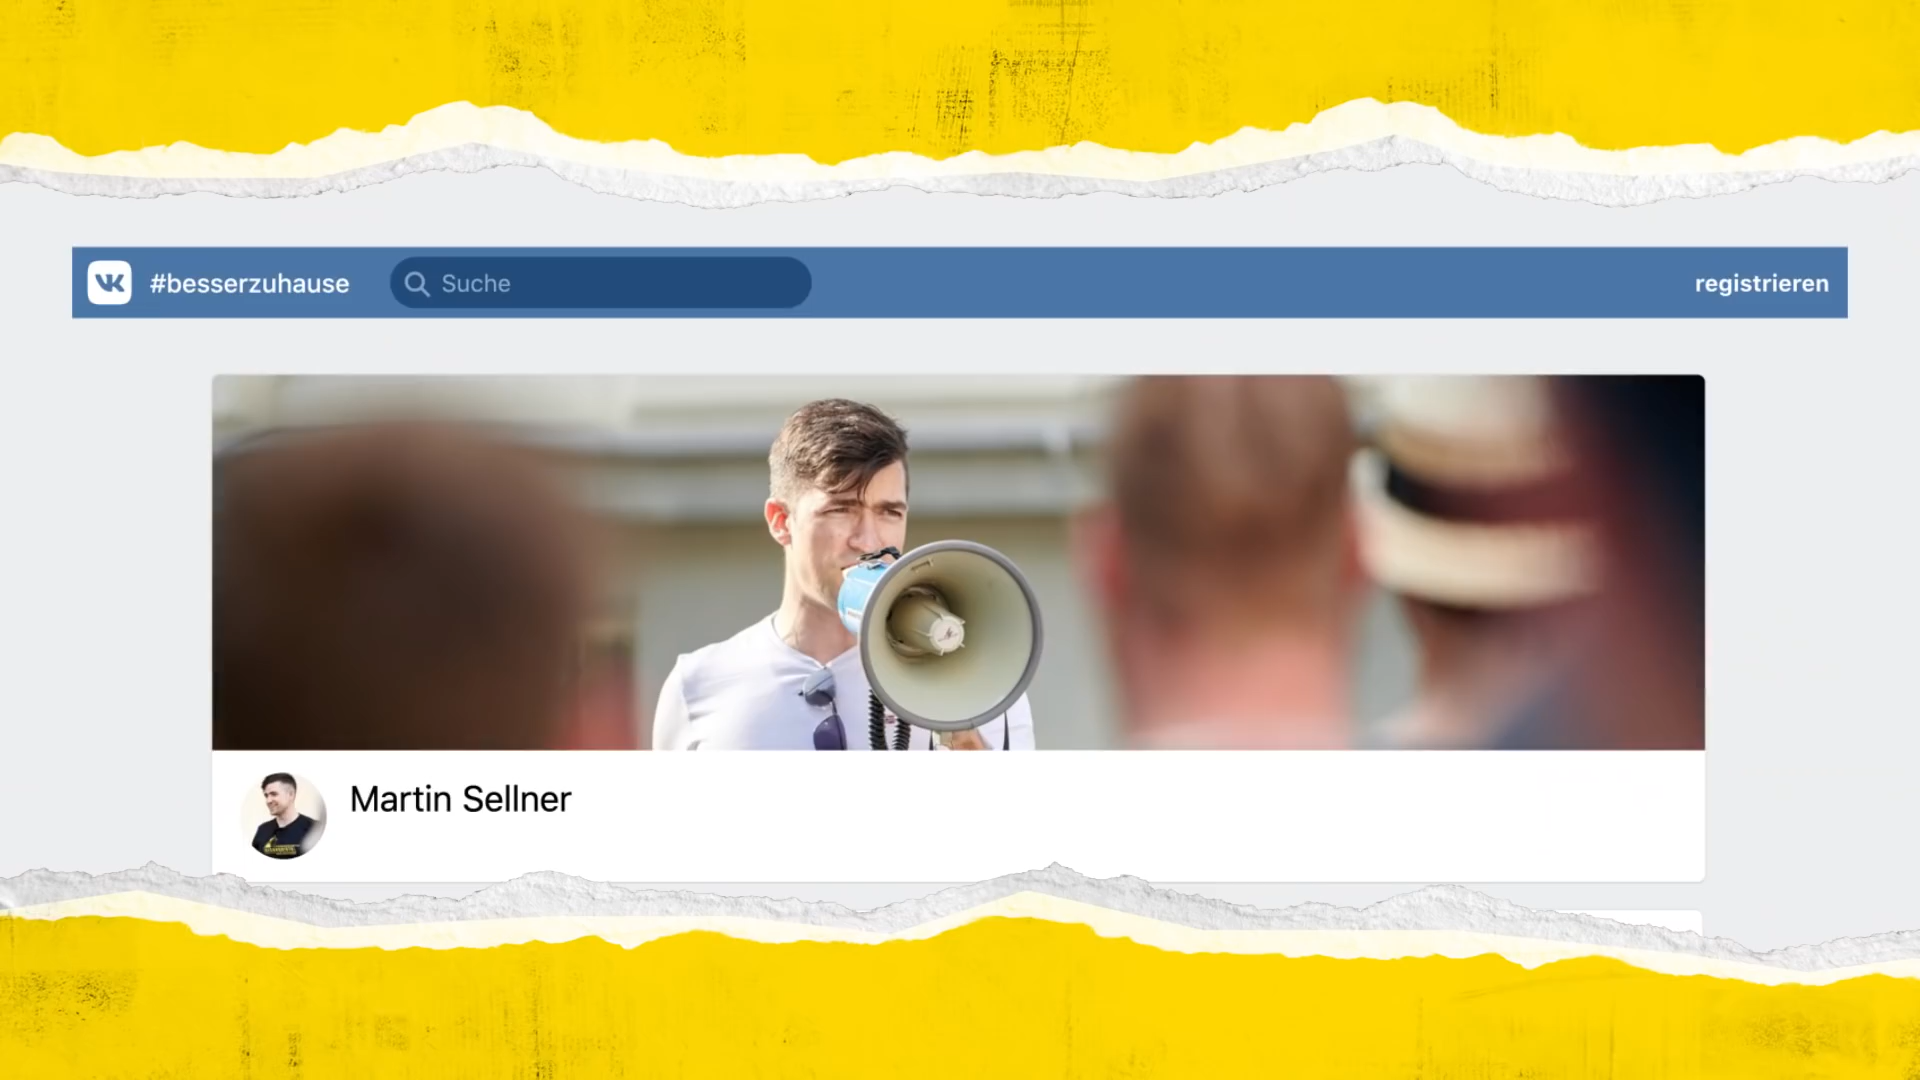 #besserzuhause
Suche
registrieren
Martin Sellner